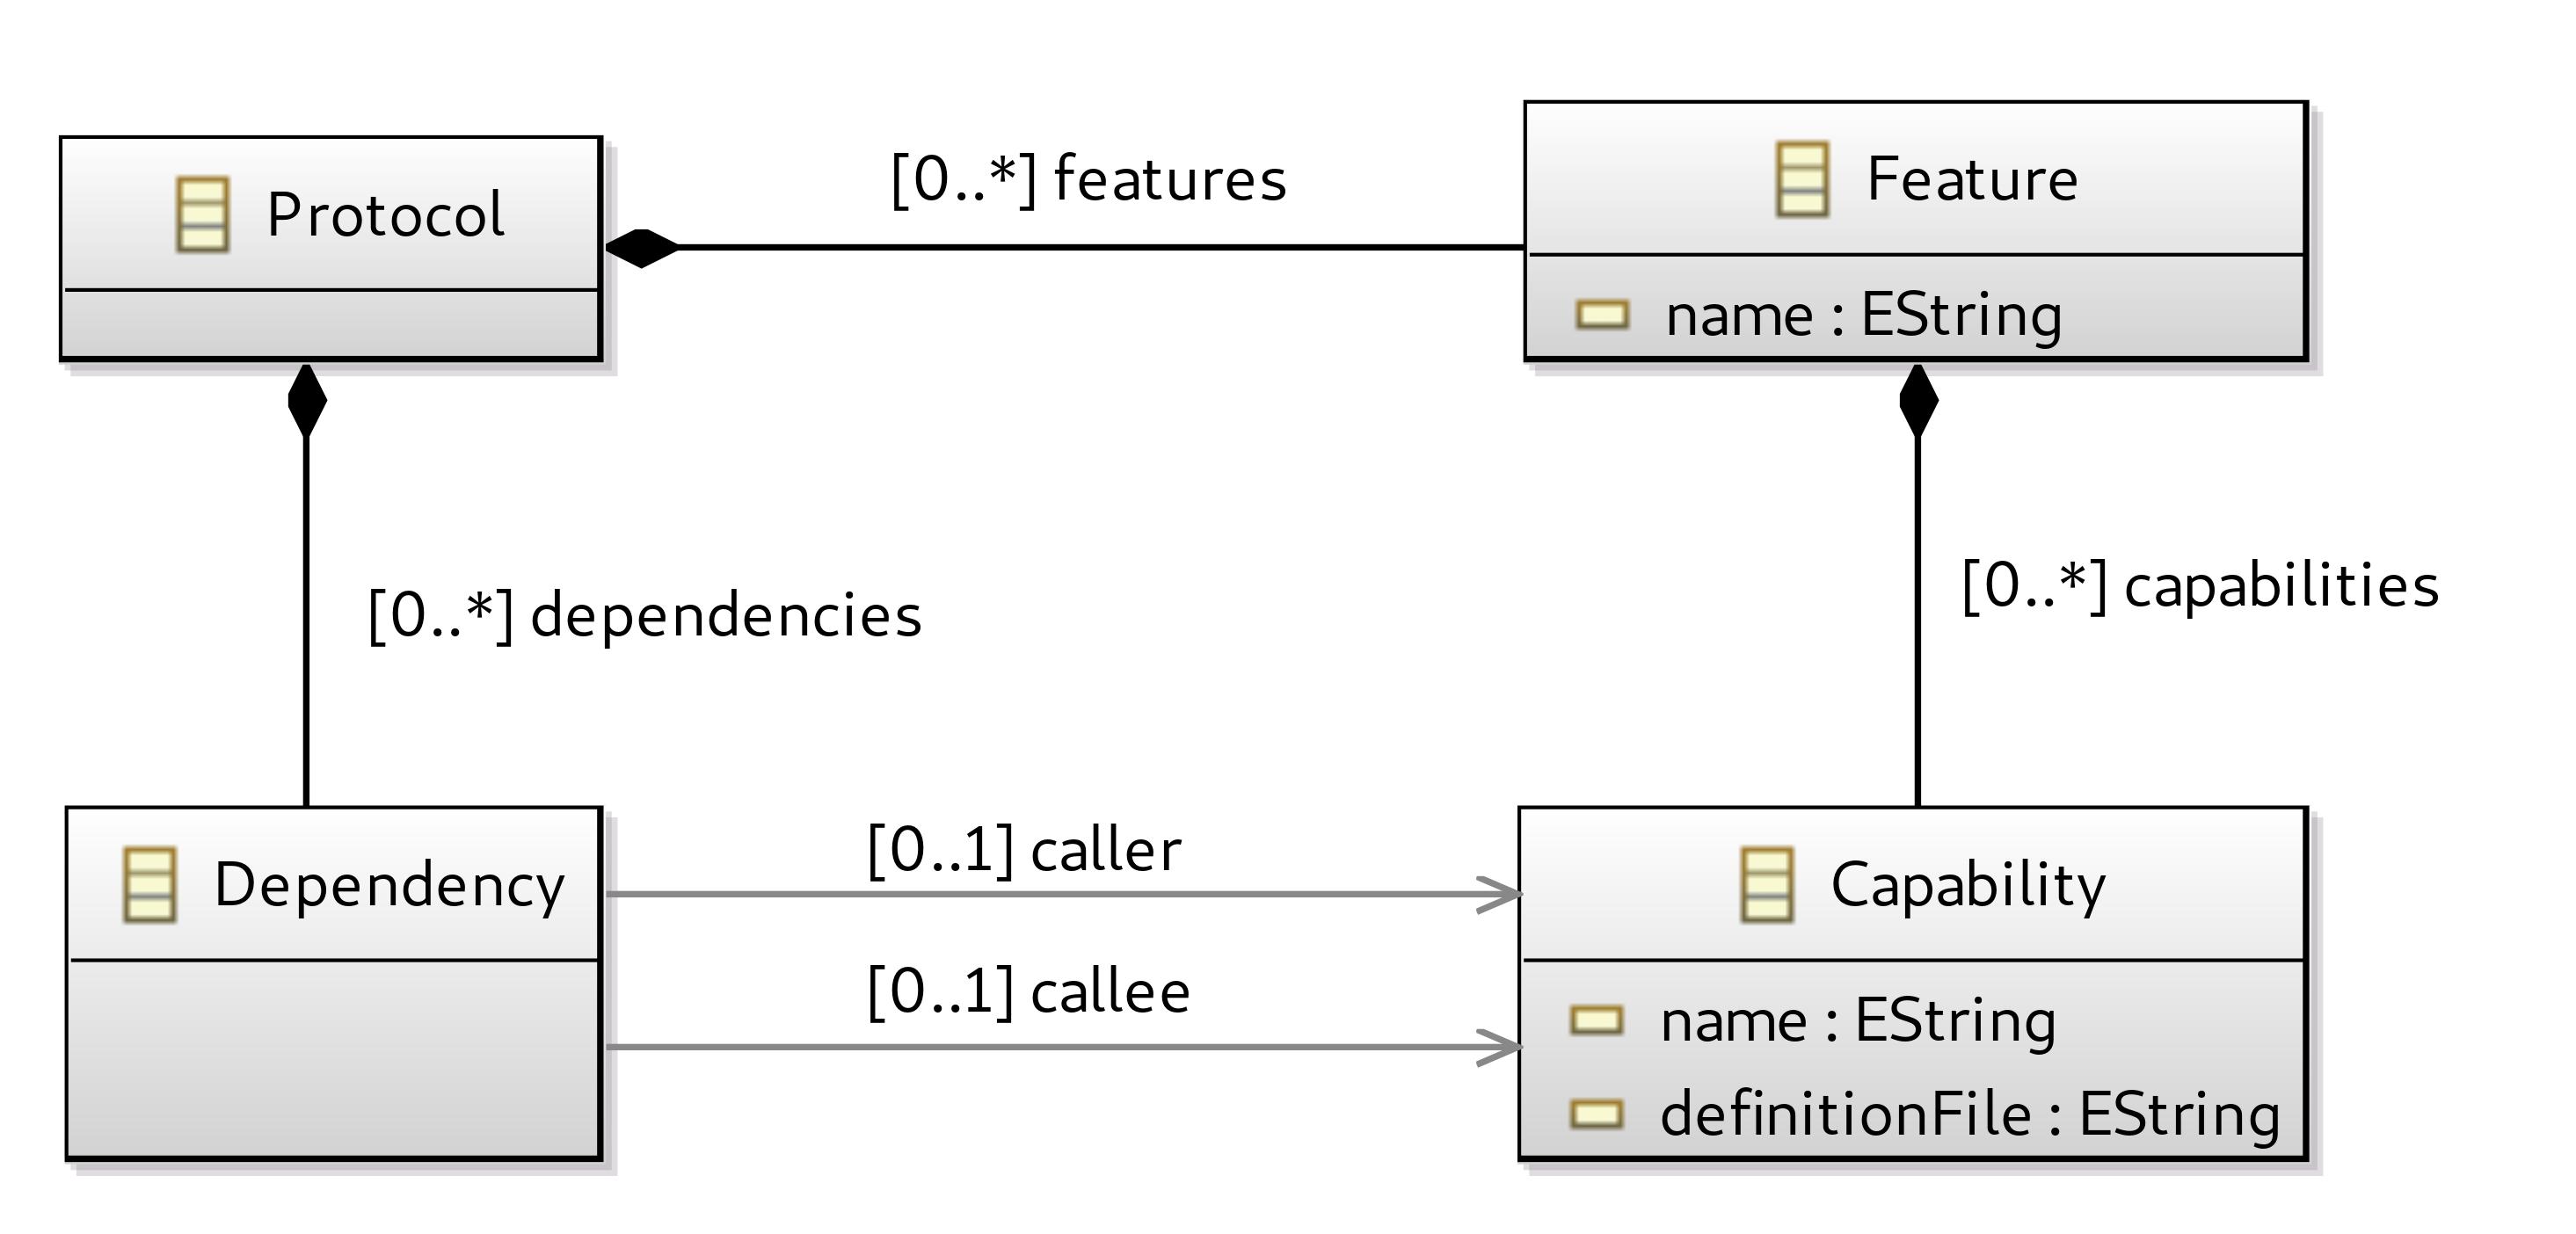 Protocol
[0..*] features
Feature
name : EString
[0..*] dependencies
[0..*] capabilities
Dependency
[0..1] caller
[0..1] callee
Capability
name : EString
definitionFile : EString